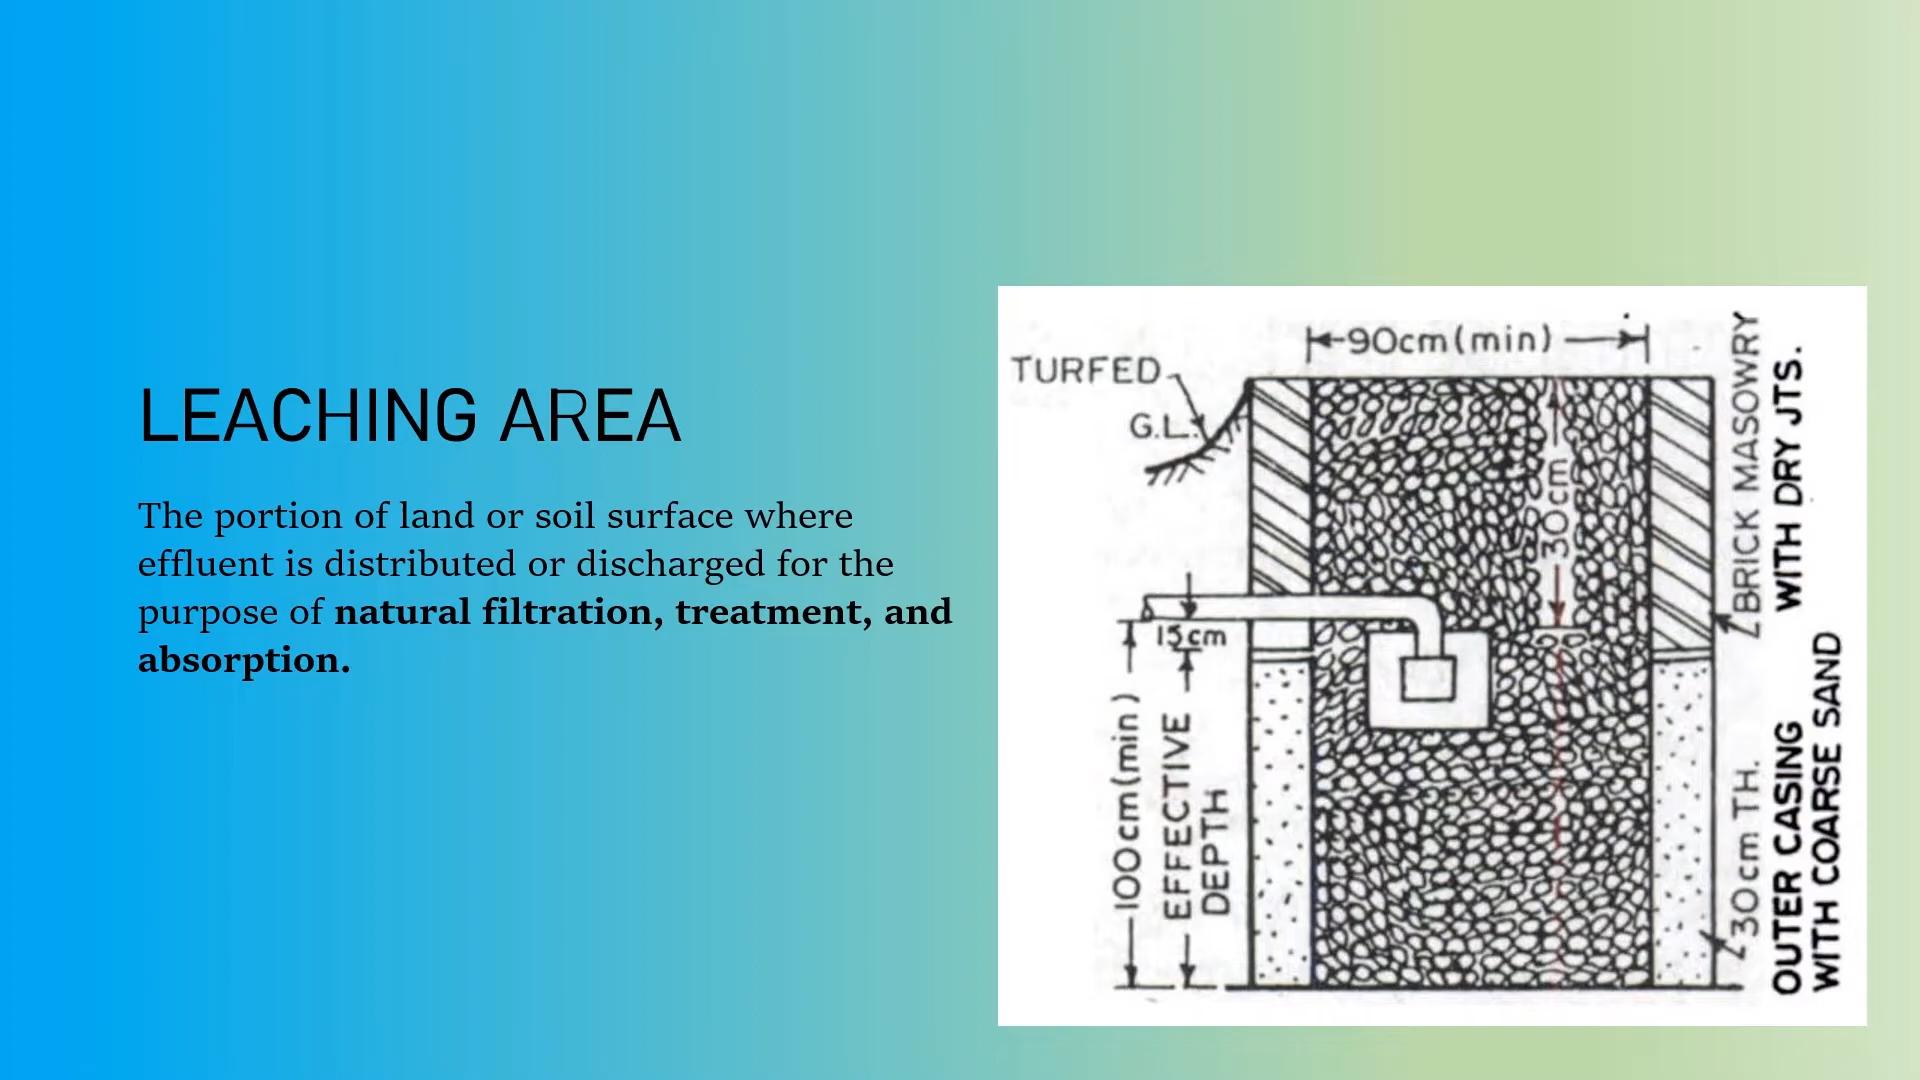 LEACHING AREA
The portion of land or soil surface where
effluent is distributed or discharged for the
purpose of natural filtration, treatment, and
absorption.
90cm(min)
TURFED
G.L.
30cm
15cm
100cm(min)
EFFECTIVE
DEPTH
BRICK MASOWRY
WITH DRY JTS.
30cm TH.
OUTER CASING
WITH COARSE SAND